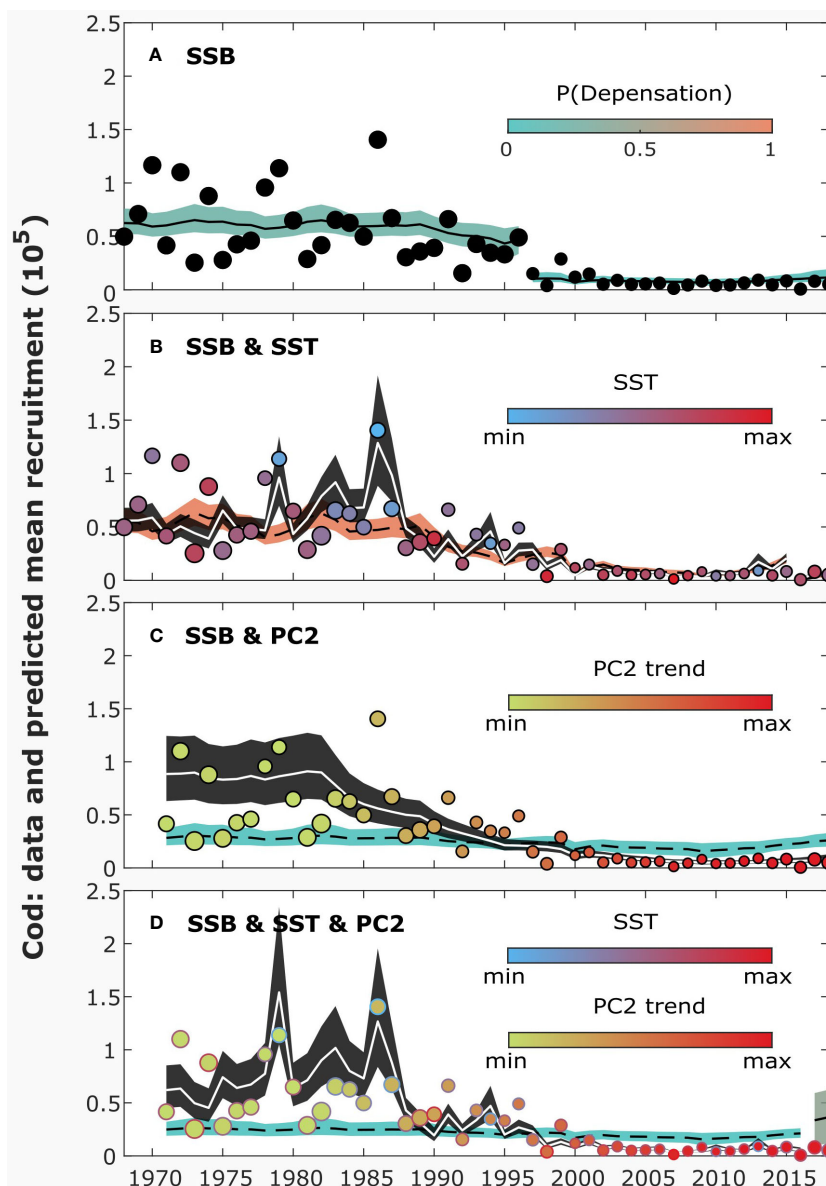 Cod: data and predicted mean recruitment (10⁵)
A SSB
P(Depensation)
0 0.5 1
2.5
2
1.5
1
0.5
0
B SSB & SST
SST
min max
2.5
2
1.5
1
0.5
0
C SSB & PC2
PC2 trend
min max
2.5
2
1.5
1
0.5
0
D SSB & SST & PC2
SST
min max
PC2 trend
min max
2.5
2
1.5
1
0.5
0
1970 1975 1980 1985 1990 1995 2000 2005 2010 2015